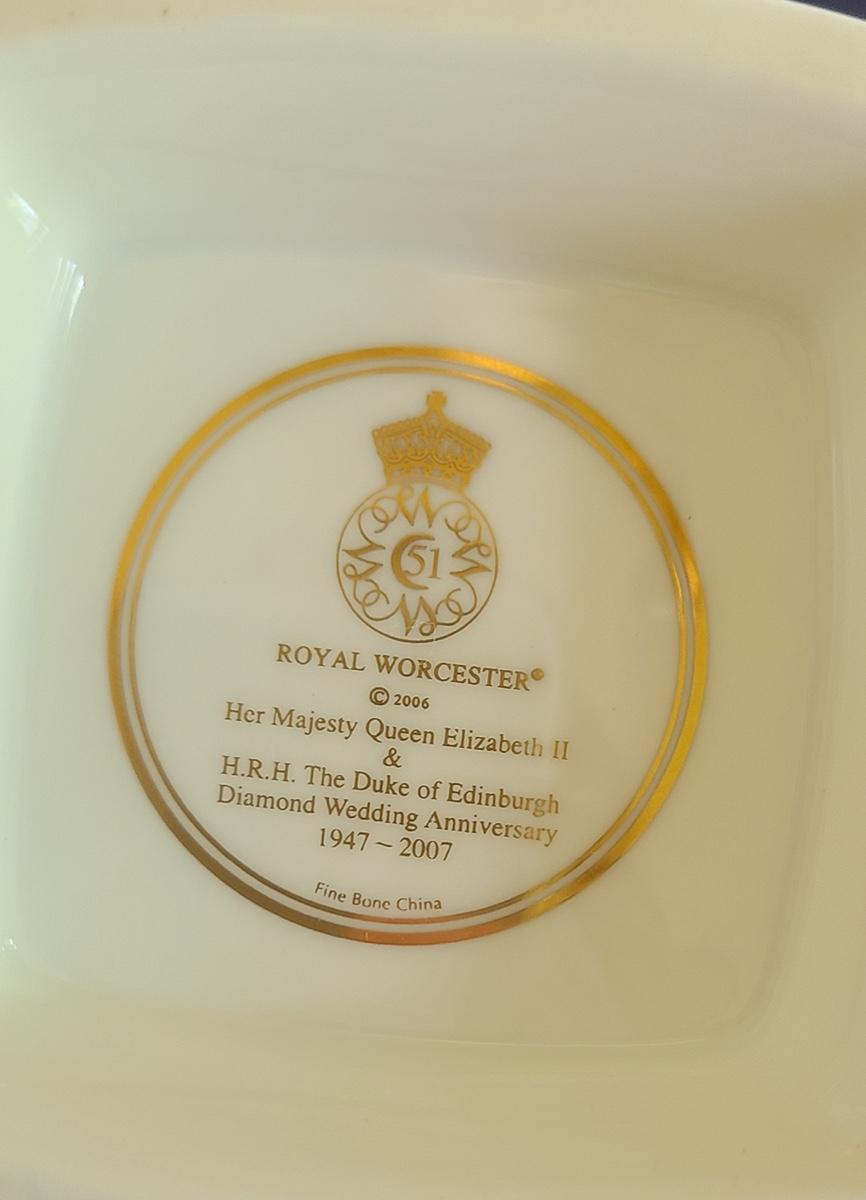 C51
ROYAL WORCESTER®
© 2006
Her Majesty Queen Elizabeth II
&
H.R.H. The Duke of Edinburgh
Diamond Wedding Anniversary
1947 ~ 2007
Fine Bone China